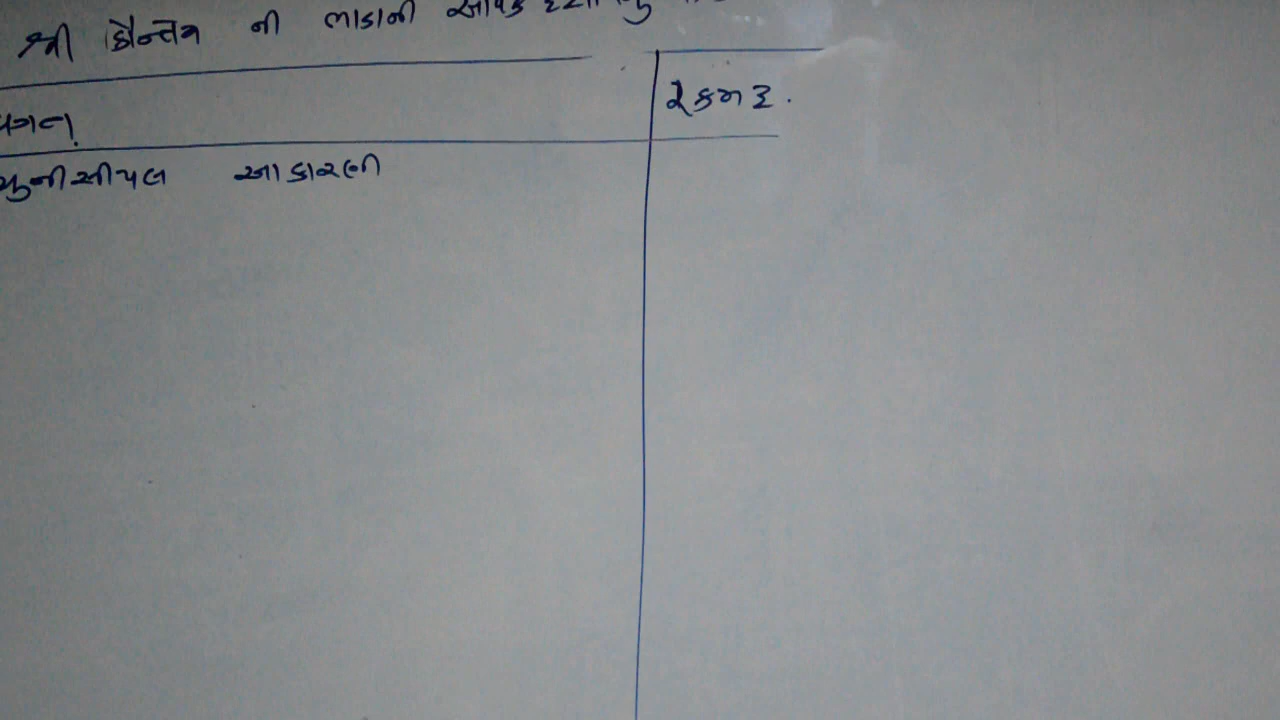 શ્રી કૌન્તેય ની ભાડાની આવક દર્શાવતુ
રકમ રૂ.
વિગત
મ્યુનીસીપલ આકારણી